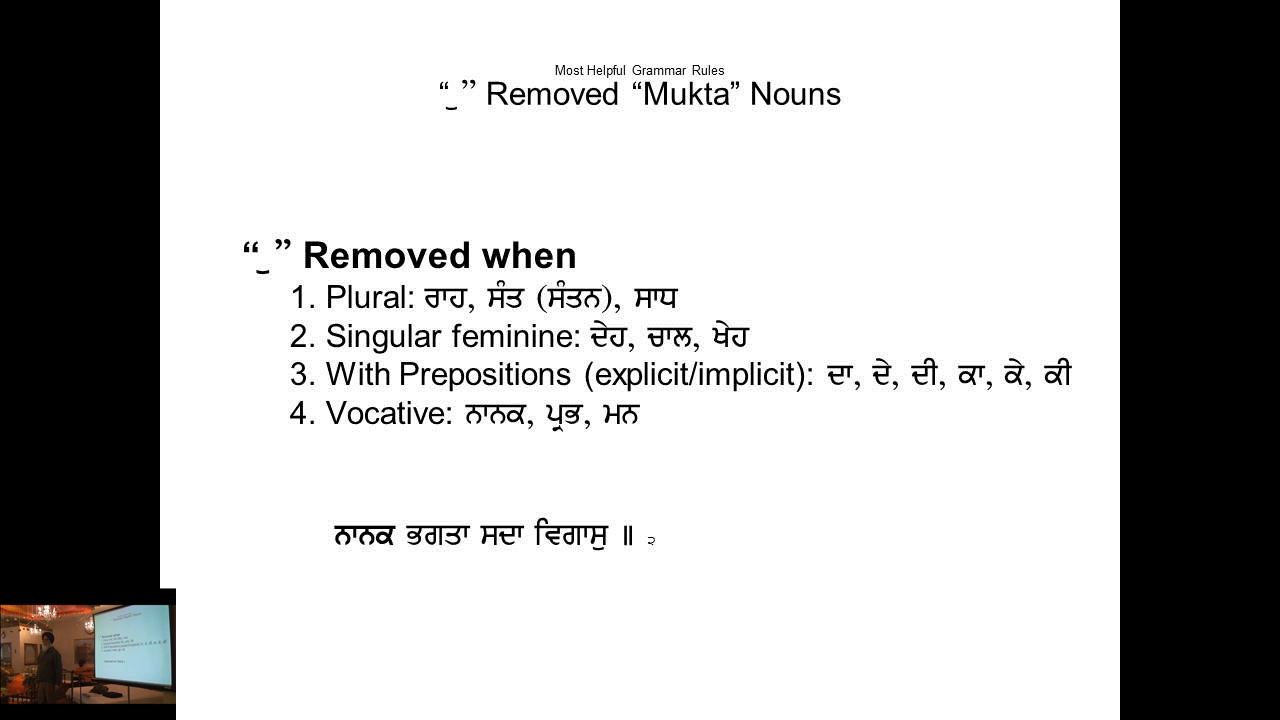 Most Helpful Grammar Rules
“ ੁ ” Removed “Mukta” Nouns
“ ੁ ” Removed when
1. Plural: ਰਾਹ, ਸੰਤ (ਸੰਤਨ), ਸਾਧ
2. Singular feminine: ਦੇਹ, ਚਾਲ, ਖੇਹ
3. With Prepositions (explicit/implicit): ਦਾ, ਦੇ, ਦੀ, ਕਾ, ਕੇ, ਕੀ
4. Vocative: ਨਾਨਕ, ਪ੍ਰਭ, ਮਨ
ਨਾਨਕ ਭਗਤਾ ਸਦਾ ਵਿਗਾਸੁ ॥ ੨